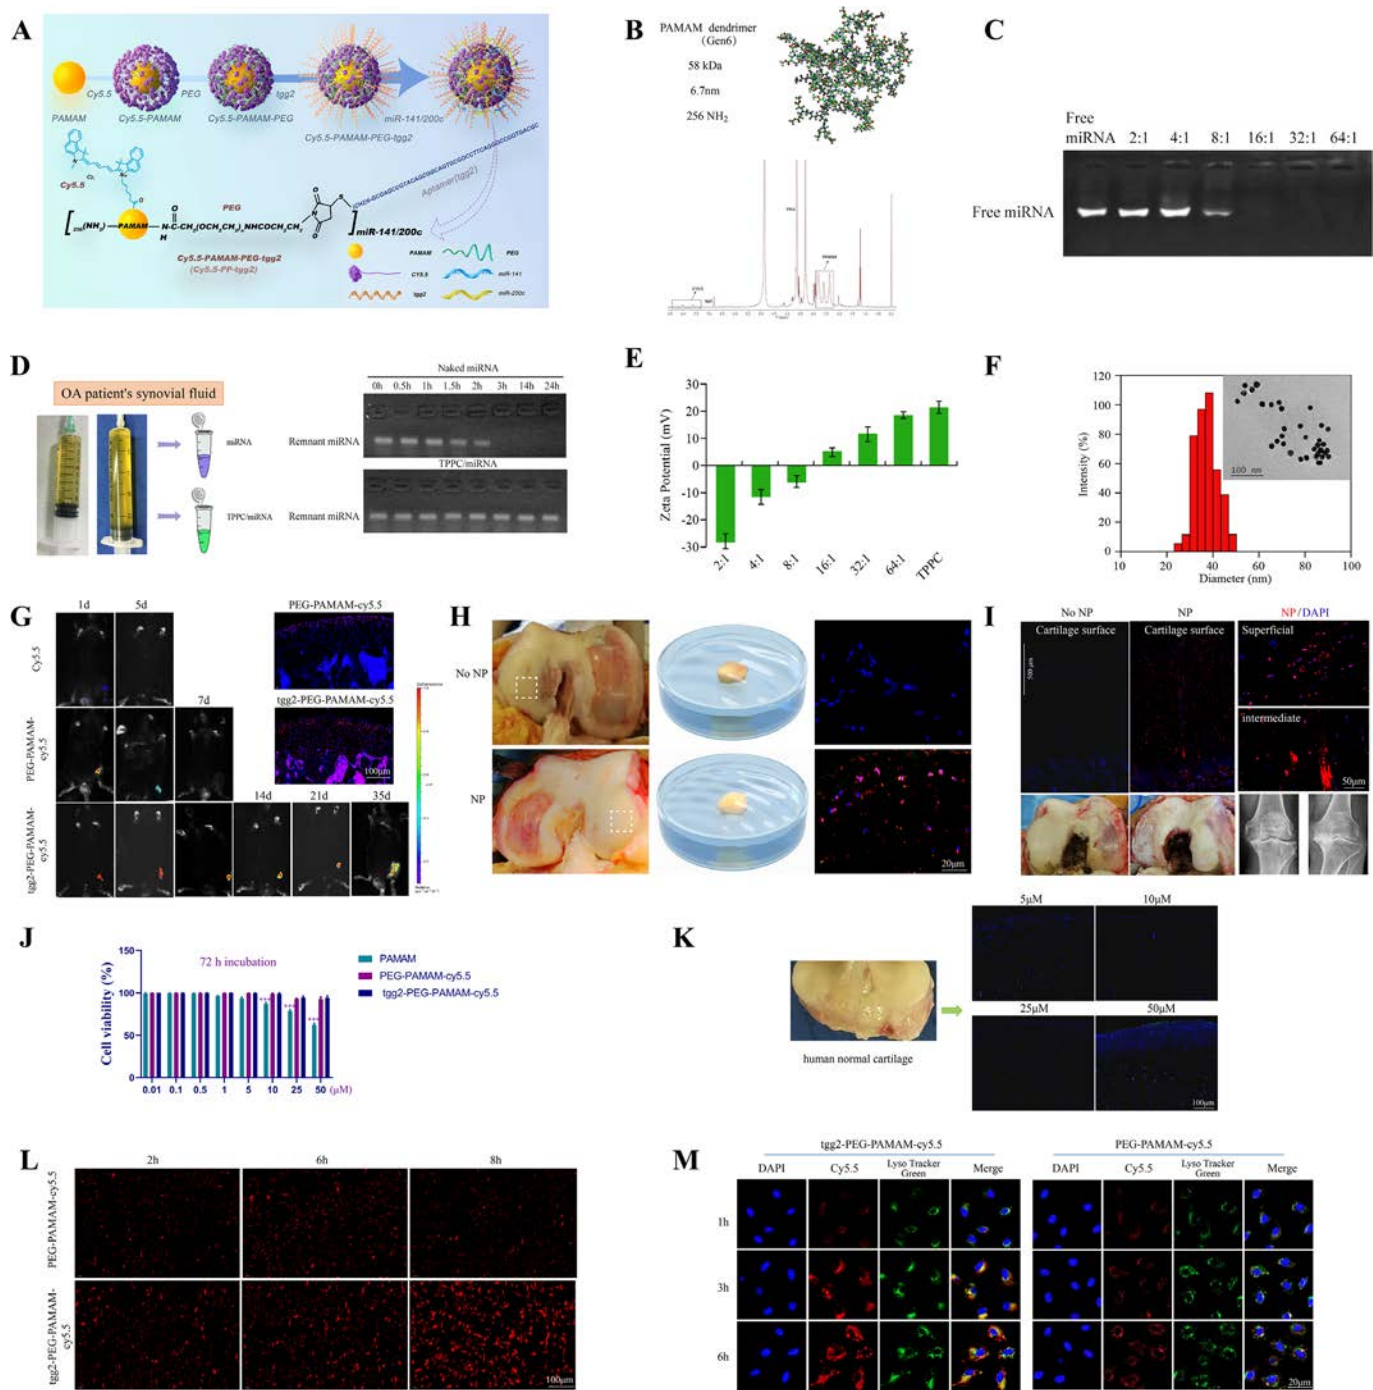 A
Cy5.5
PEG
tgg2
miR-141/200c
PAMAM
Cy5.5-PAMAM
Cy5.5-PAMAM-PEG
Cy5.5-PAMAM-PEG-tgg2
Cy5.5
Aptamer(tgg2)
PEG
PAMAM
miR-141/200c
Cy5.5-PAMAM-PEG-tgg2
(Cy5.5-PP-tgg2)
PAMAM
PEG
CY5.5
miR-141
tgg2
miR-200c
B
PAMAM dendrimer
(Gen6)
58 kDa
6.7nm
256 NH2
C
Free
miRNA 2:1 4:1 8:1 16:1 32:1 64:1
Free miRNA
D
OA patient's synovial fluid
miRNA
TPPC/miRNA
Naked miRNA
0h 0.5h 1h 1.5h 2h 3h 14h 24h
Remnant miRNA
TPPC/miRNA
Remnant miRNA
E
Zeta Potential (mV)
30
20
10
0
-10
-20
-30
2:1 4:1 8:1 16:1 32:1 64:1 TPPC
F
Intensity (%)
120
100
80
60
40
20
0
100 nm
10 20 40 60 80 100
Diameter (nm)
G
1d 5d
Cy5.5
7d
PEG-PAMAM-
cy5.5
14d 21d 35d
tgg2-PEG-PAMAM-
cy5.5
PEG-PAMAM-cy5.5
tgg2-PEG-PAMAM-cy5.5
100μm
H
No NP
NP
20μm
I
No NP NP NP/DAPI
Cartilage surface
Cartilage surface
Superficial
500 μm
intermediate
50μm
J
72 h incubation
Cell viability (%)
150
100
50
0
0.01 0.1 0.5 1 5 10 25 50 (μM)
***
***
***
PAMAM
PEG-PAMAM-cy5.5
tgg2-PEG-PAMAM-cy5.5
K
human normal cartilage
5μM 10μM
25μM 50μM
100μm
L
2h 6h 8h
PEG-PAMAM-cy5.5
tgg2-PEG-PAMAM-
cy5.5
100μm
M
tgg2-PEG-PAMAM-cy5.5
PEG-PAMAM-cy5.5
DAPI Cy5.5 Lyso Tracker Green Merge
DAPI Cy5.5 Lyso Tracker Green Merge
1h
3h
6h
20μm